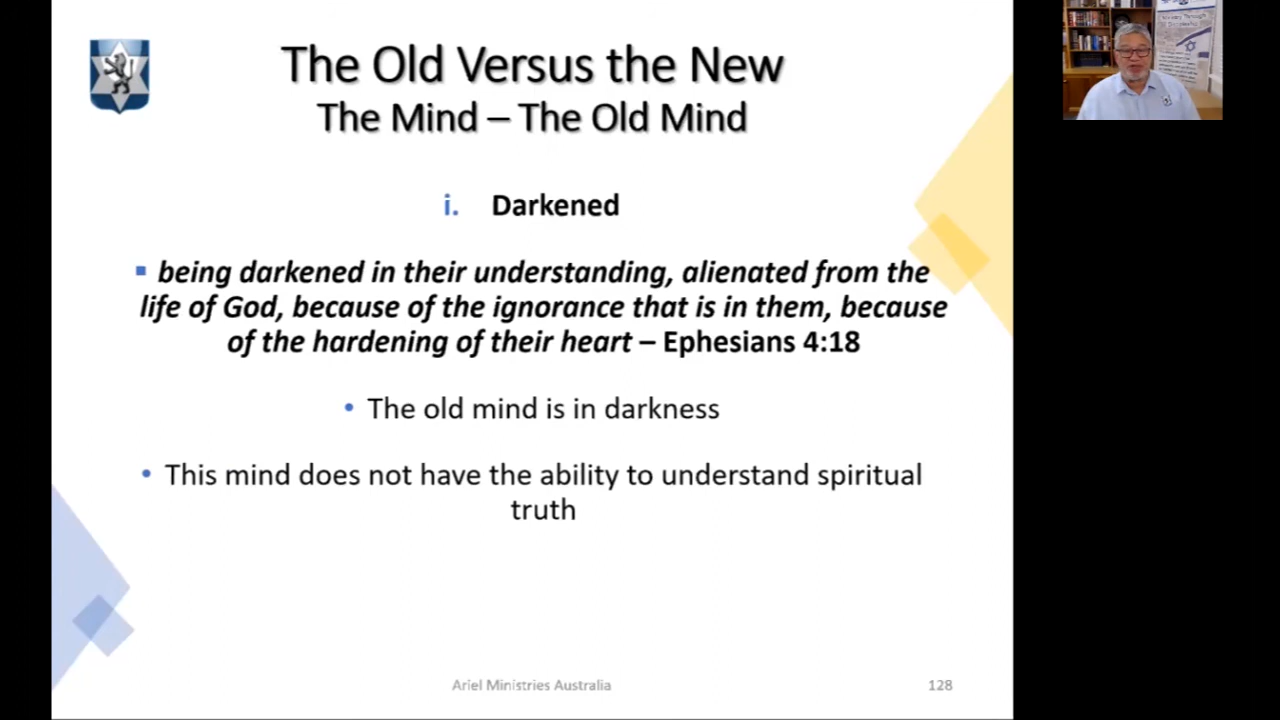 The Old Versus the New
The Mind – The Old Mind
i. Darkened
▪ being darkened in their understanding, alienated from the
life of God, because of the ignorance that is in them, because
of the hardening of their heart – Ephesians 4:18
• The old mind is in darkness
• This mind does not have the ability to understand spiritual
truth
Ariel Ministries Australia
128